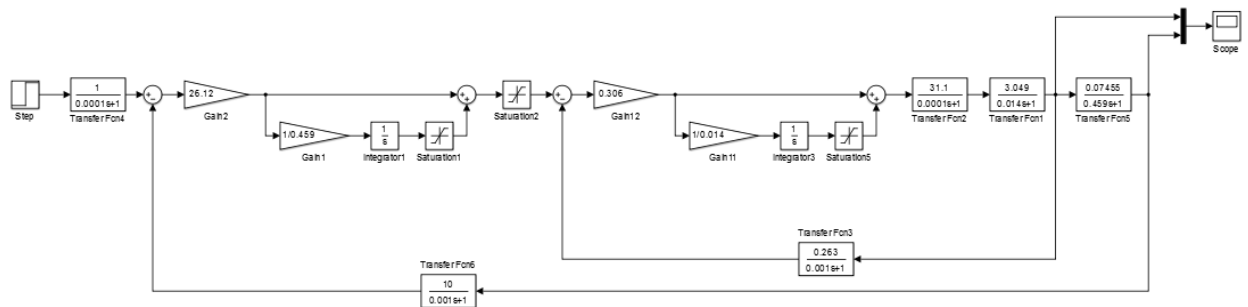 Step
1
0.0001s+1
Transfer Fcn4
26.12
Gain2
1/0.459
Gain1
1
s
Integrator1
Saturation1
Saturation2
0.306
Gain12
1/0.014
Gain11
1
s
Integrator3
Saturation5
31.1
0.0001s+1
Transfer Fcn2
3.049
0.014s+1
Transfer Fcn1
0.07455
0.459s+1
Transfer Fcn5
Scope
Transfer Fcn3
0.263
0.001s+1
Transfer Fcn6
10
0.001s+1